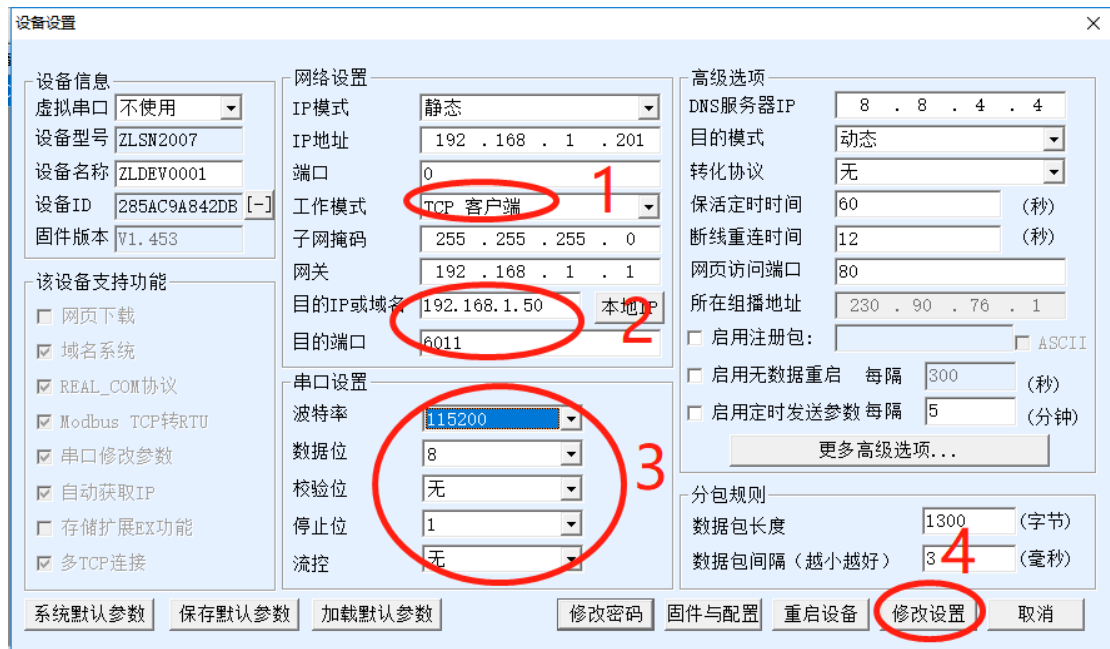 设备设置
设备信息
虚拟串口 不使用
设备型号 ZLSN2007
设备名称 ZLDEV0001
设备ID 285AC9A842DB [-]
固件版本 V1.453
该设备支持功能
网页下载
域名系统
REAL_COM协议
Modbus TCP转RTU
串口修改参数
自动获取IP
存储扩展EX功能
多TCP连接
网络设置
IP模式 静态
IP地址 192 . 168 . 1 . 201
端口 0
1
工作模式 TCP 客户端
子网掩码 255 . 255 . 255 . 0
网关 192 . 168 . 1 . 1
目的IP或域名 192.168.1.50 本地IP
2
目的端口 6011
串口设置
波特率 115200
数据位 8
3
校验位 无
停止位 1
流控 无
高级选项
DNS服务器IP 8 . 8 . 4 . 4
目的模式 动态
转化协议 无
保活定时时间 60 (秒)
断线重连时间 12 (秒)
网页访问端口 80
所在组播地址 230 . 90 . 76 . 1
启用注册包: ASCII
启用无数据重启 每隔 300 (秒)
启用定时发送参数 每隔 5 (分钟)
更多高级选项...
分包规则
数据包长度 1300 (字节)
数据包间隔（越小越好） 3 (毫秒)
4
系统默认参数 保存默认参数 加载默认参数 修改密码 固件与配置 重启设备 修改设置 取消